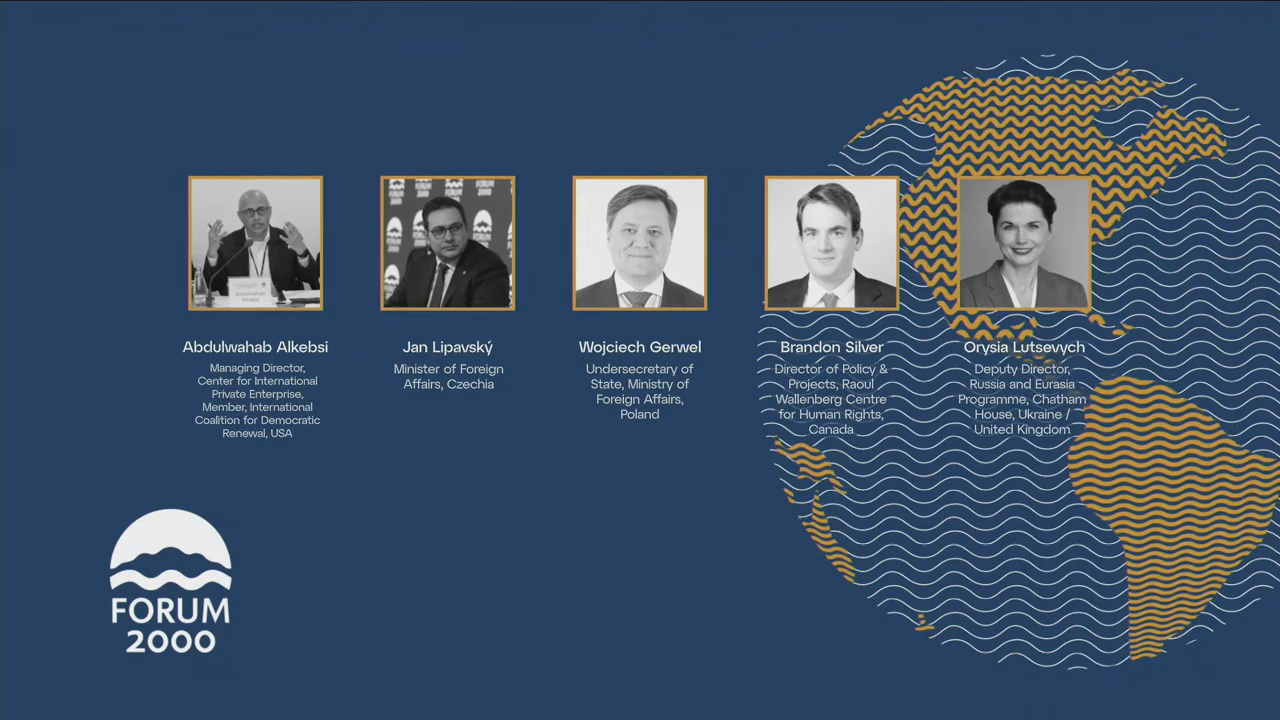 Abdulwahab Alkebsi
Managing Director,
Center for International
Private Enterprise,
Member, International
Coalition for Democratic
Renewal, USA
Jan Lipavský
Minister of Foreign
Affairs, Czechia
Wojciech Gerwel
Undersecretary of
State, Ministry of
Foreign Affairs,
Poland
Brandon Silver
Director of Policy &
Projects, Raoul
Wallenberg Centre
for Human Rights,
Canada
Orysia Lutsevych
Deputy Director,
Russia and Eurasia
Programme, Chatham
House, Ukraine /
United Kingdom
FORUM
2000
FORUM
2000